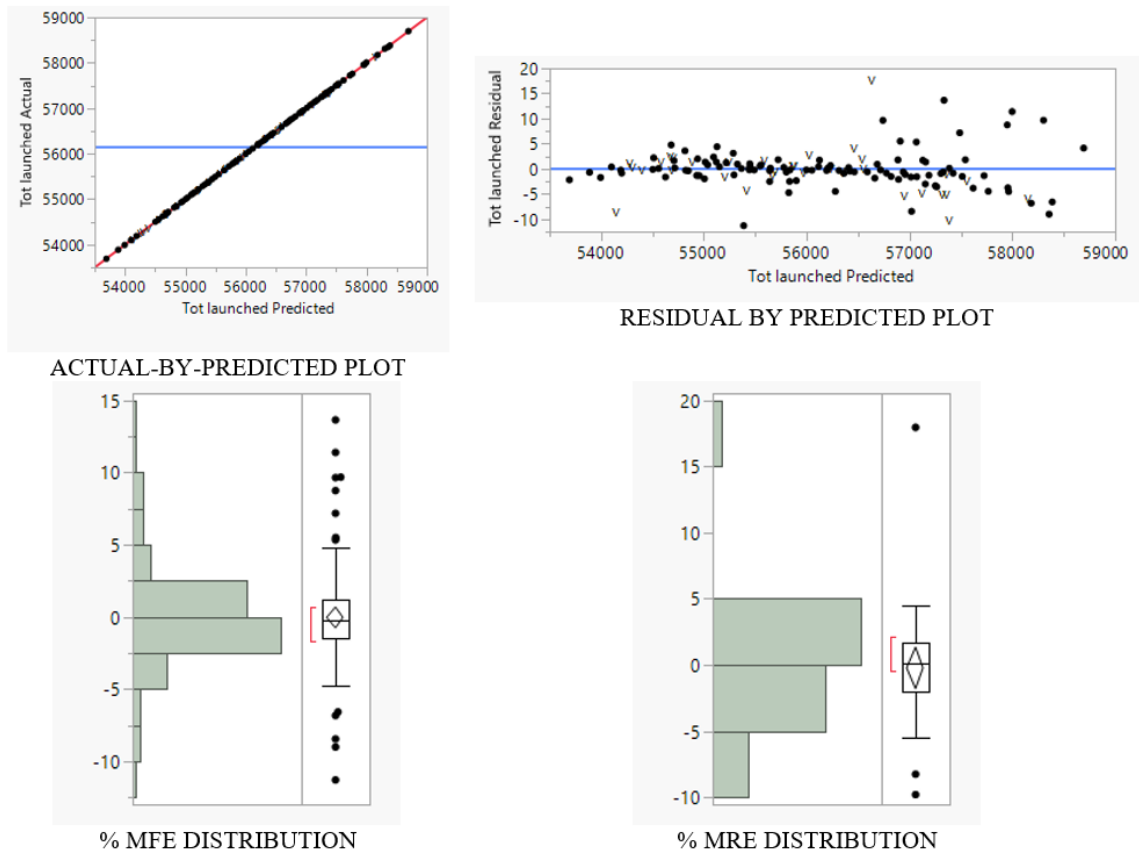 59000
58000
57000
56000
55000
54000
Tot launched Actual
54000 55000 56000 57000 58000 59000
Tot launched Predicted
ACTUAL-BY-PREDICTED PLOT
20
15
10
5
0
-5
-10
Tot launched Residual
v v v v v v v v v v v v v v v v v v v v v v v v v v v v v
54000 55000 56000 57000 58000 59000
Tot launched Predicted
RESIDUAL BY PREDICTED PLOT
15
10
5
0
-5
-10
% MFE DISTRIBUTION
20
15
10
5
0
-5
-10
% MRE DISTRIBUTION